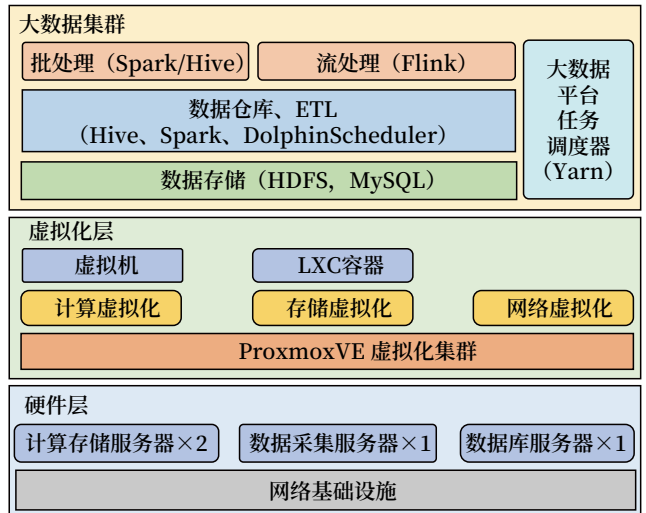 大数据集群
批处理（Spark/Hive）
流处理（Flink）
数据仓库、ETL
（Hive、Spark、DolphinScheduler）
数据存储（HDFS，MySQL）
大数据
平台
任务
调度器
（Yarn）
虚拟化层
虚拟机
LXC容器
计算虚拟化
存储虚拟化
网络虚拟化
ProxmoxVE 虚拟化集群
硬件层
计算存储服务器×2
数据采集服务器×1
数据库服务器×1
网络基础设施